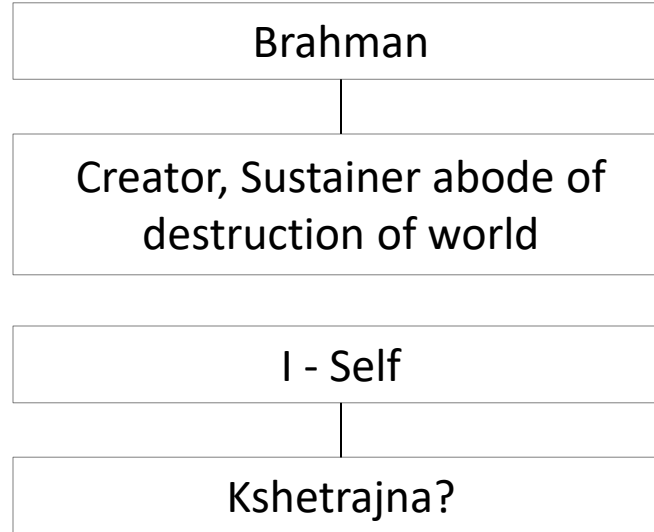 Brahman
Creator, Sustainer abode of
destruction of world
I - Self
Kshetrajna?